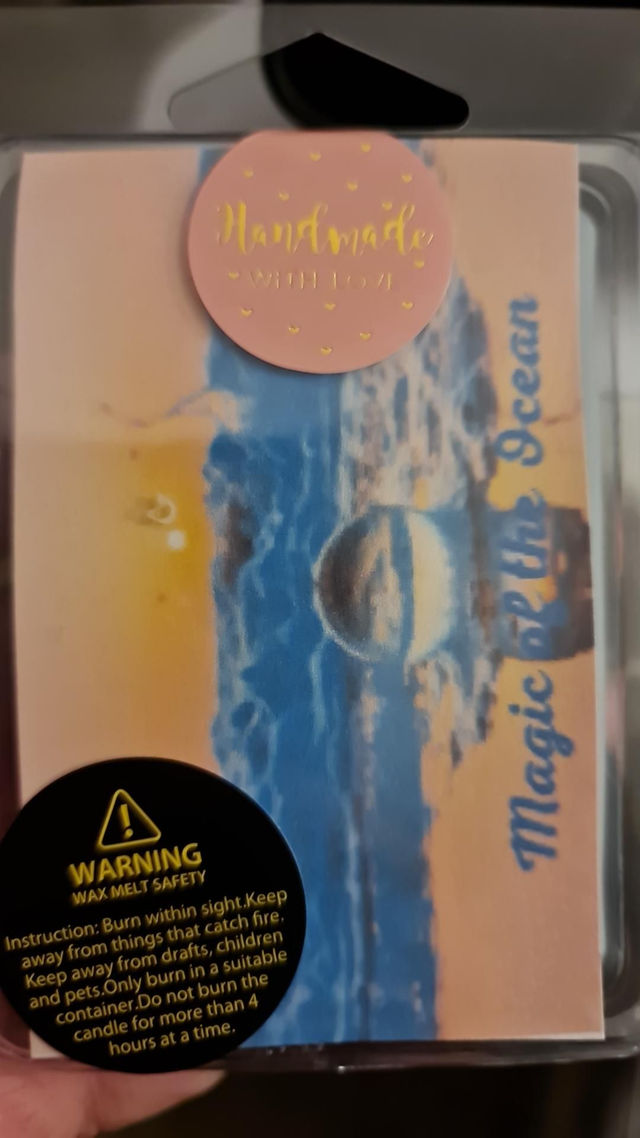 Handmade
WITH LOVE
Magic of the Ocean
WARNING
WAX MELT SAFETY
Instruction: Burn within sight.Keep
away from things that catch fire.
Keep away from drafts, children
and pets.Only burn in a suitable
container.Do not burn the
candle for more than 4
hours at a time.